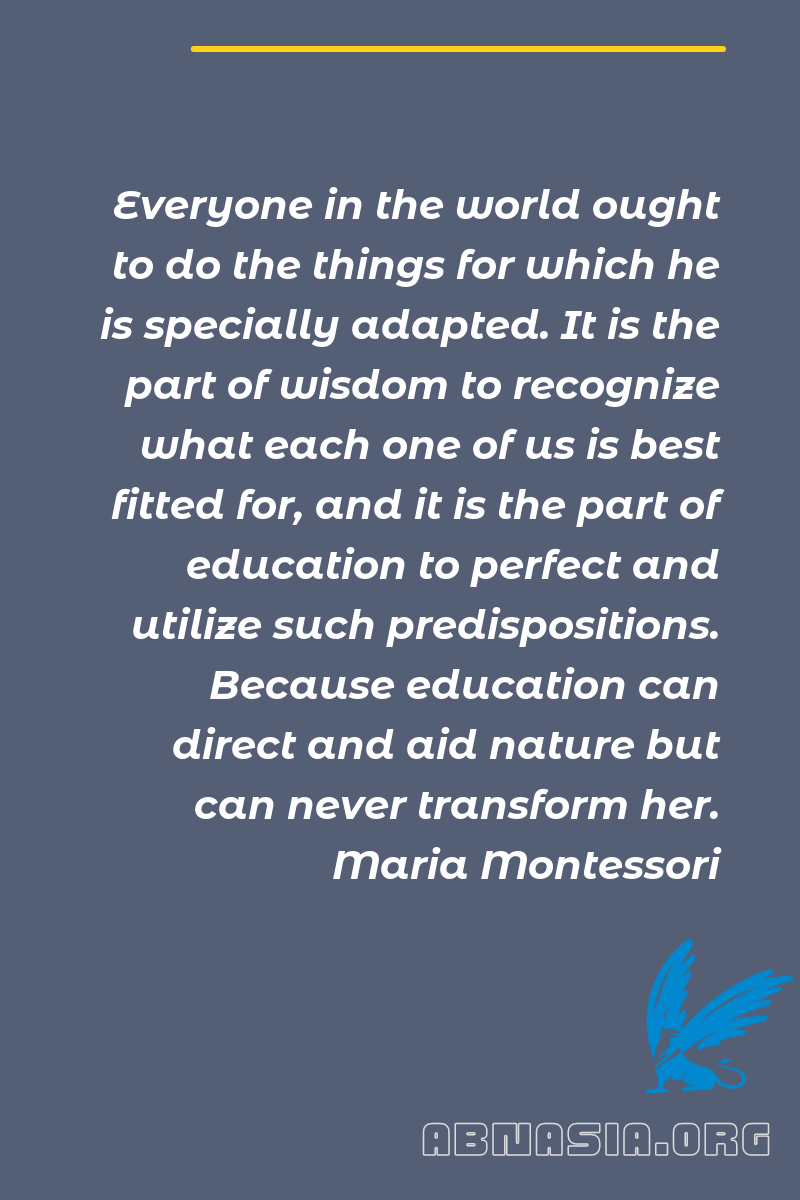 Everyone in the world ought
to do the things for which he
is specially adapted. It is the
part of wisdom to recognize
what each one of us is best
fitted for, and it is the part of
education to perfect and
utilize such predispositions.
Because education can
direct and aid nature but
can never transform her.
Maria Montessori
ABNASIA.ORG